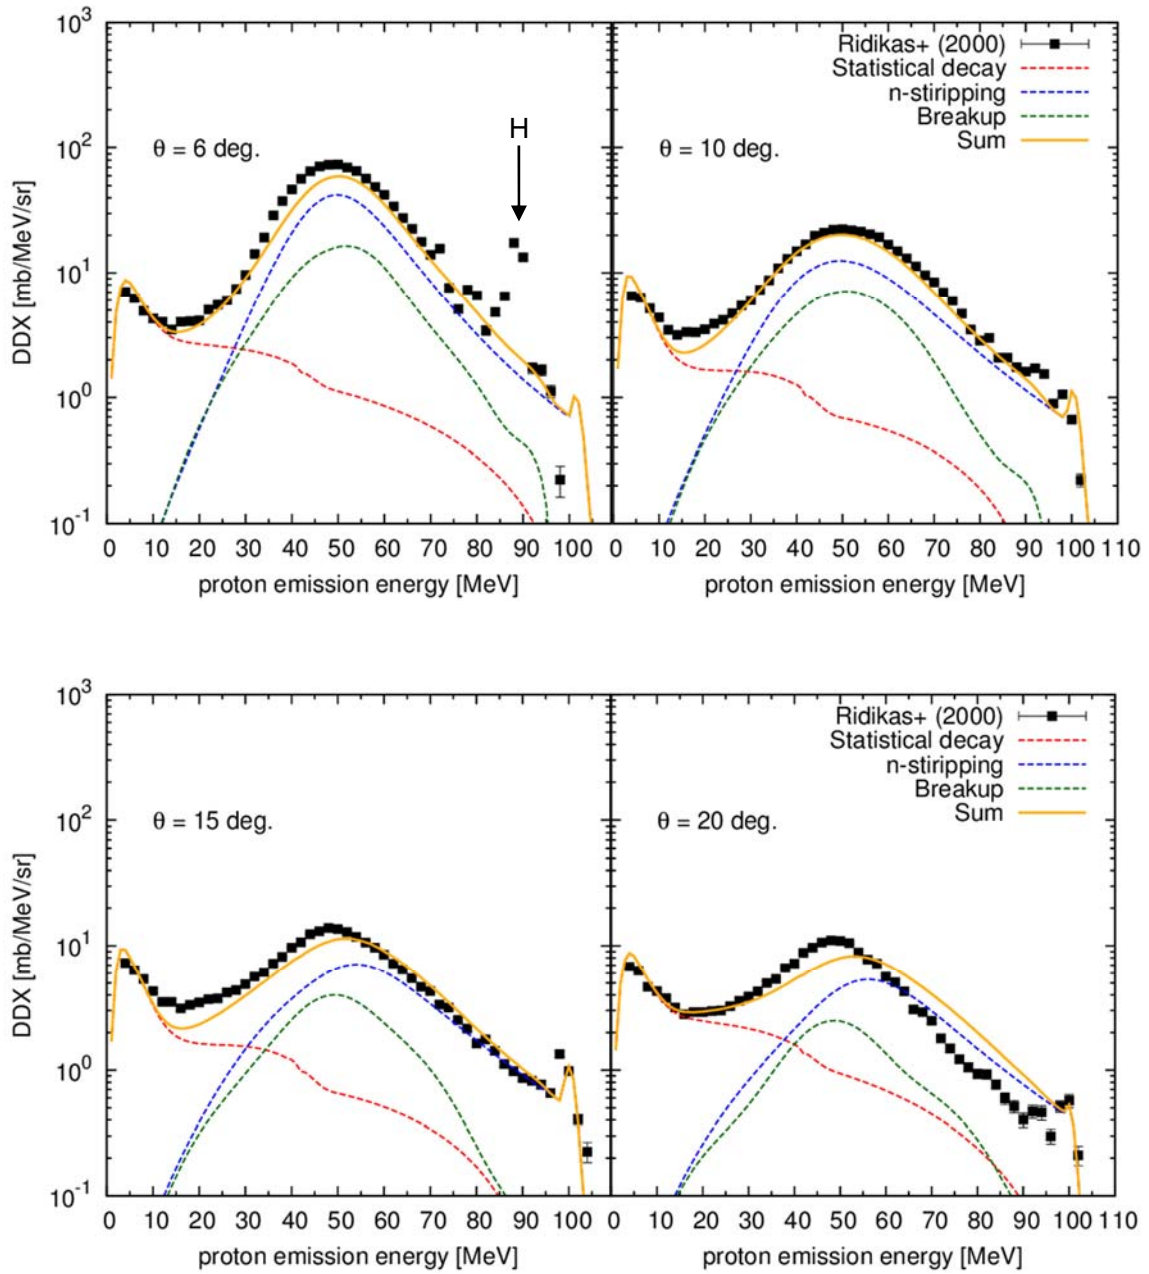 DDX [mb/MeV/sr]
10³
10²
10¹
10⁰
10⁻¹
θ = 6 deg.
H
0 10 20 30 40 50 60 70 80 90 100
proton emission energy [MeV]
Ridikas+ (2000)
Statistical decay
n-stiripping
Breakup
Sum
θ = 10 deg.
0 10 20 30 40 50 60 70 80 90 100 110
proton emission energy [MeV]
DDX [mb/MeV/sr]
10³
10²
10¹
10⁰
10⁻¹
θ = 15 deg.
0 10 20 30 40 50 60 70 80 90 100
proton emission energy [MeV]
Ridikas+ (2000)
Statistical decay
n-stiripping
Breakup
Sum
θ = 20 deg.
0 10 20 30 40 50 60 70 80 90 100 110
proton emission energy [MeV]